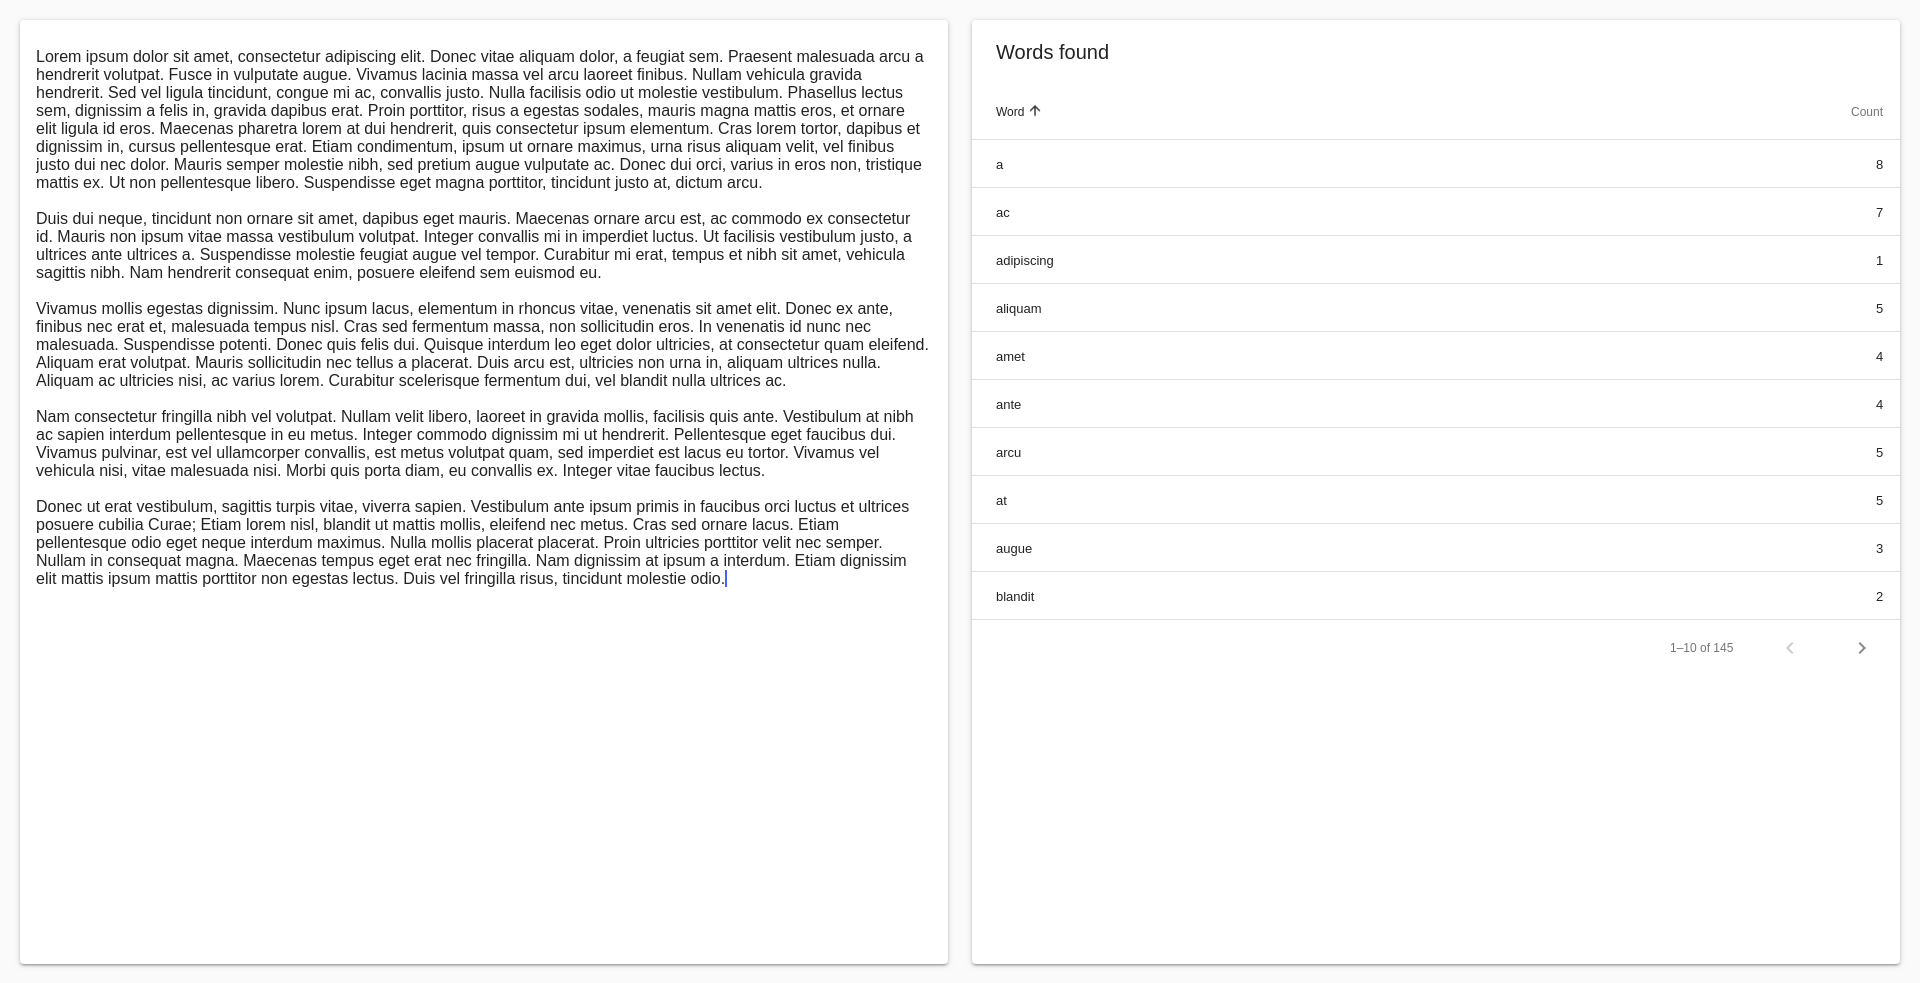 Lorem ipsum dolor sit amet, consectetur adipiscing elit. Donec vitae aliquam dolor, a feugiat sem. Praesent malesuada arcu a
hendrerit volutpat. Fusce in vulputate augue. Vivamus lacinia massa vel arcu laoreet finibus. Nullam vehicula gravida
hendrerit. Sed vel ligula tincidunt, congue mi ac, convallis justo. Nulla facilisis odio ut molestie vestibulum. Phasellus lectus
sem, dignissim a felis in, gravida dapibus erat. Proin porttitor, risus a egestas sodales, mauris magna mattis eros, et ornare
elit ligula id eros. Maecenas pharetra lorem at dui hendrerit, quis consectetur ipsum elementum. Cras lorem tortor, dapibus et
dignissim in, cursus pellentesque erat. Etiam condimentum, ipsum ut ornare maximus, urna risus aliquam velit, vel finibus
justo dui nec dolor. Mauris semper molestie nibh, sed pretium augue vulputate ac. Donec dui orci, varius in eros non, tristique
mattis ex. Ut non pellentesque libero. Suspendisse eget magna porttitor, tincidunt justo at, dictum arcu.
Duis dui neque, tincidunt non ornare sit amet, dapibus eget mauris. Maecenas ornare arcu est, ac commodo ex consectetur
id. Mauris non ipsum vitae massa vestibulum volutpat. Integer convallis mi in imperdiet luctus. Ut facilisis vestibulum justo, a
ultrices ante ultrices a. Suspendisse molestie feugiat augue vel tempor. Curabitur mi erat, tempus et nibh sit amet, vehicula
sagittis nibh. Nam hendrerit consequat enim, posuere eleifend sem euismod eu.
Vivamus mollis egestas dignissim. Nunc ipsum lacus, elementum in rhoncus vitae, venenatis sit amet elit. Donec ex ante,
finibus nec erat et, malesuada tempus nisl. Cras sed fermentum massa, non sollicitudin eros. In venenatis id nunc nec
malesuada. Suspendisse potenti. Donec quis felis dui. Quisque interdum leo eget dolor ultricies, at consectetur quam eleifend.
Aliquam erat volutpat. Mauris sollicitudin nec tellus a placerat. Duis arcu est, ultricies non urna in, aliquam ultrices nulla.
Aliquam ac ultricies nisi, ac varius lorem. Curabitur scelerisque fermentum dui, vel blandit nulla ultrices ac.
Nam consectetur fringilla nibh vel volutpat. Nullam velit libero, laoreet in gravida mollis, facilisis quis ante. Vestibulum at nibh
ac sapien interdum pellentesque in eu metus. Integer commodo dignissim mi ut hendrerit. Pellentesque eget faucibus dui.
Vivamus pulvinar, est vel ullamcorper convallis, est metus volutpat quam, sed imperdiet est lacus eu tortor. Vivamus vel
vehicula nisi, vitae malesuada nisi. Morbi quis porta diam, eu convallis ex. Integer vitae faucibus lectus.
Donec ut erat vestibulum, sagittis turpis vitae, viverra sapien. Vestibulum ante ipsum primis in faucibus orci luctus et ultrices
posuere cubilia Curae; Etiam lorem nisl, blandit ut mattis mollis, eleifend nec metus. Cras sed ornare lacus. Etiam
pellentesque odio eget neque interdum maximus. Nulla mollis placerat placerat. Proin ultricies porttitor velit nec semper.
Nullam in consequat magna. Maecenas tempus eget erat nec fringilla. Nam dignissim at ipsum a interdum. Etiam dignissim
elit mattis ipsum mattis porttitor non egestas lectus. Duis vel fringilla risus, tincidunt molestie odio.
Words found
Word Count
a 8
ac 7
adipiscing 1
aliquam 5
amet 4
ante 4
arcu 5
at 5
augue 3
blandit 2
1–10 of 145